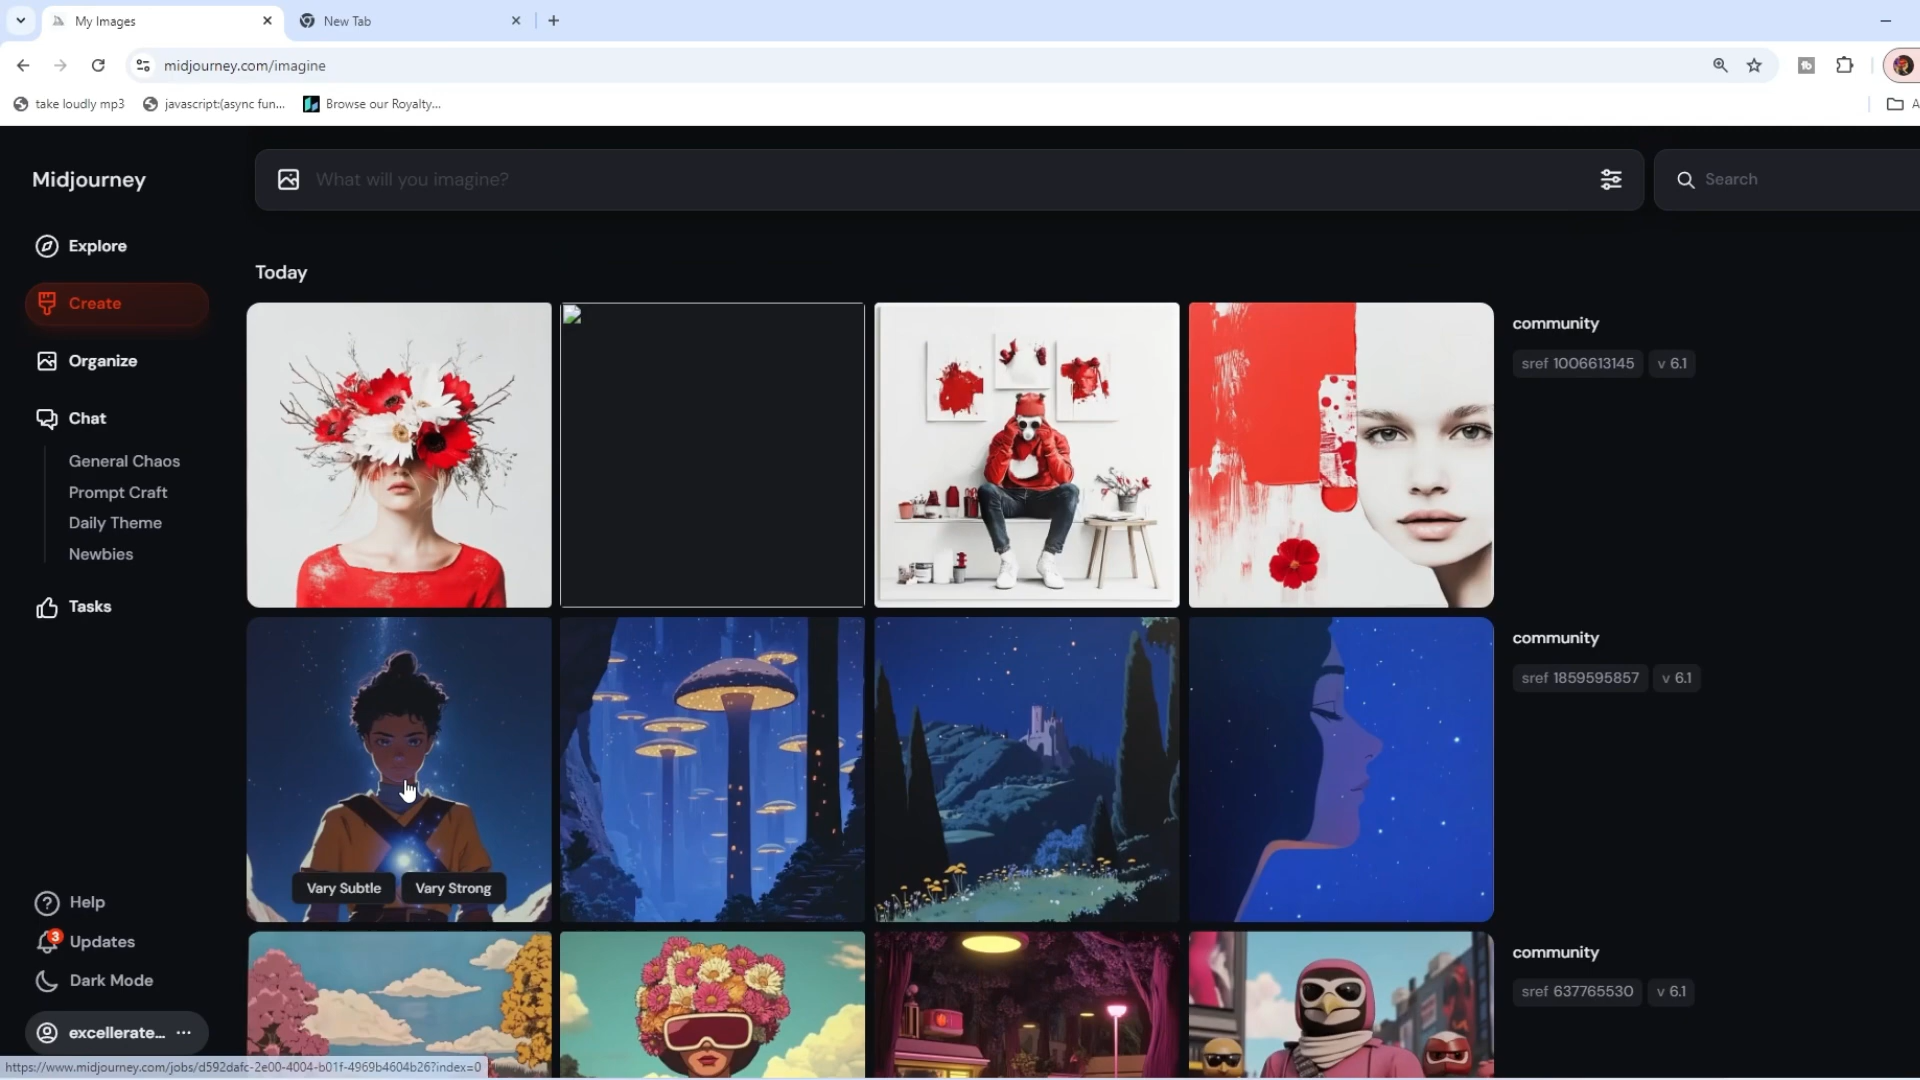 My Images
New Tab
midjourney.com/imagine
take loudly mp3
javascript:(async fun...
Browse our Royalty...
A
Midjourney
What will you imagine?
Search
Explore
Create
Organize
Chat
General Chaos
Prompt Craft
Daily Theme
Newbies
Tasks
Today
community
sref 1006613145
v 6.1
community
sref 1859595857
v 6.1
Vary Subtle
Vary Strong
community
sref 637765530
v 6.1
Help
3
Updates
Dark Mode
excellerate...
https://www.midjourney.com/jobs/d592dafc-2e00-4004-b01f-4969b4604b26?index=0